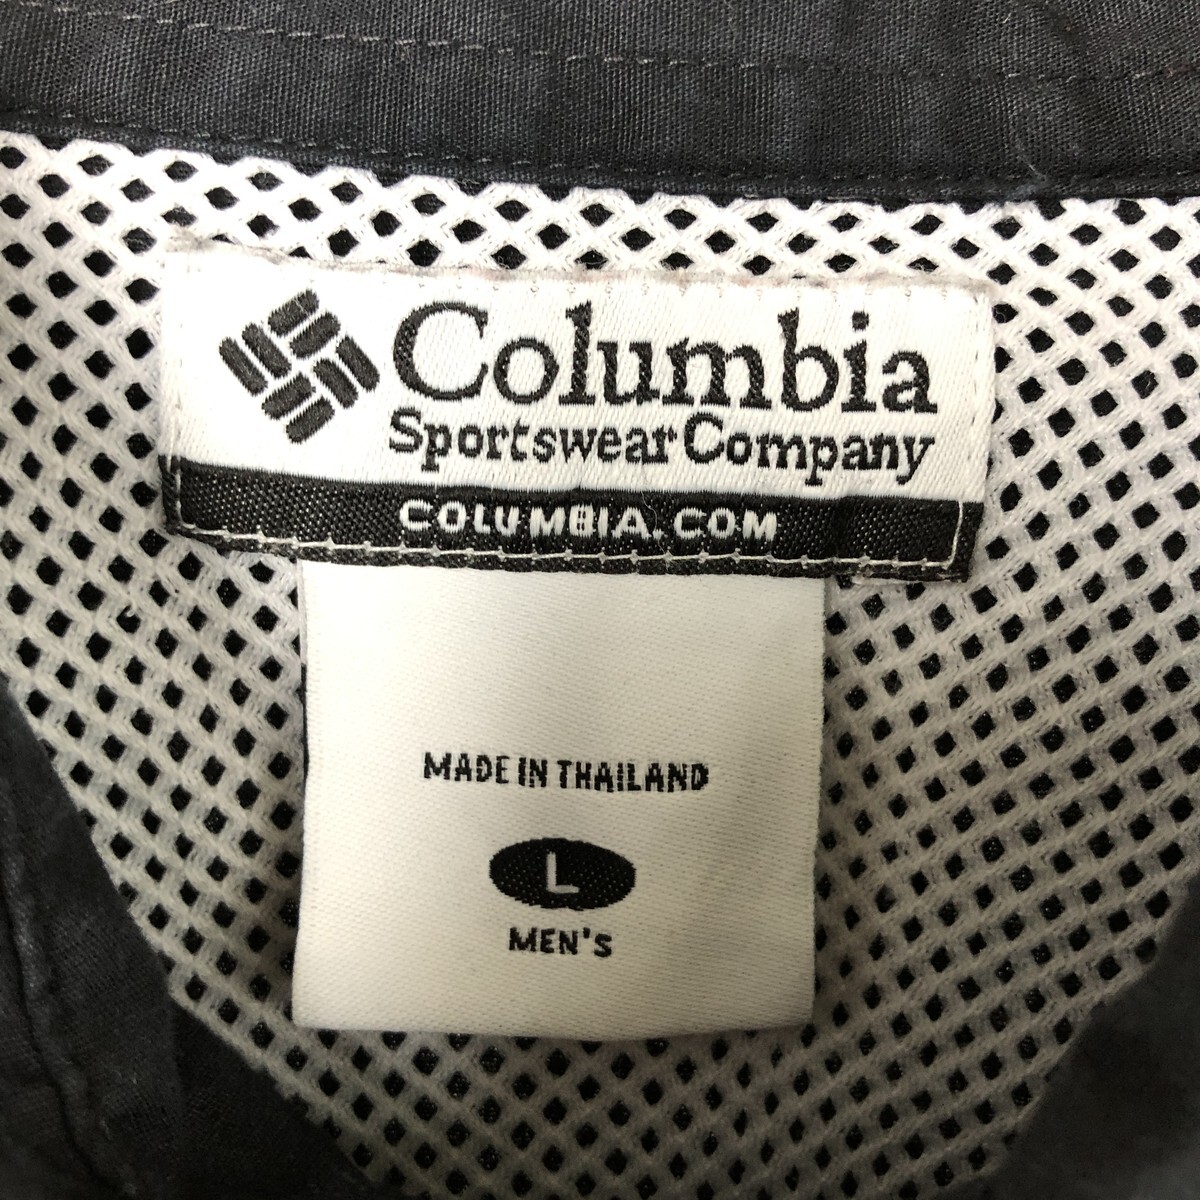 Columbia
Sportswear Company
COLUMBIA.COM
MADE IN THAILAND
L
MEN'S